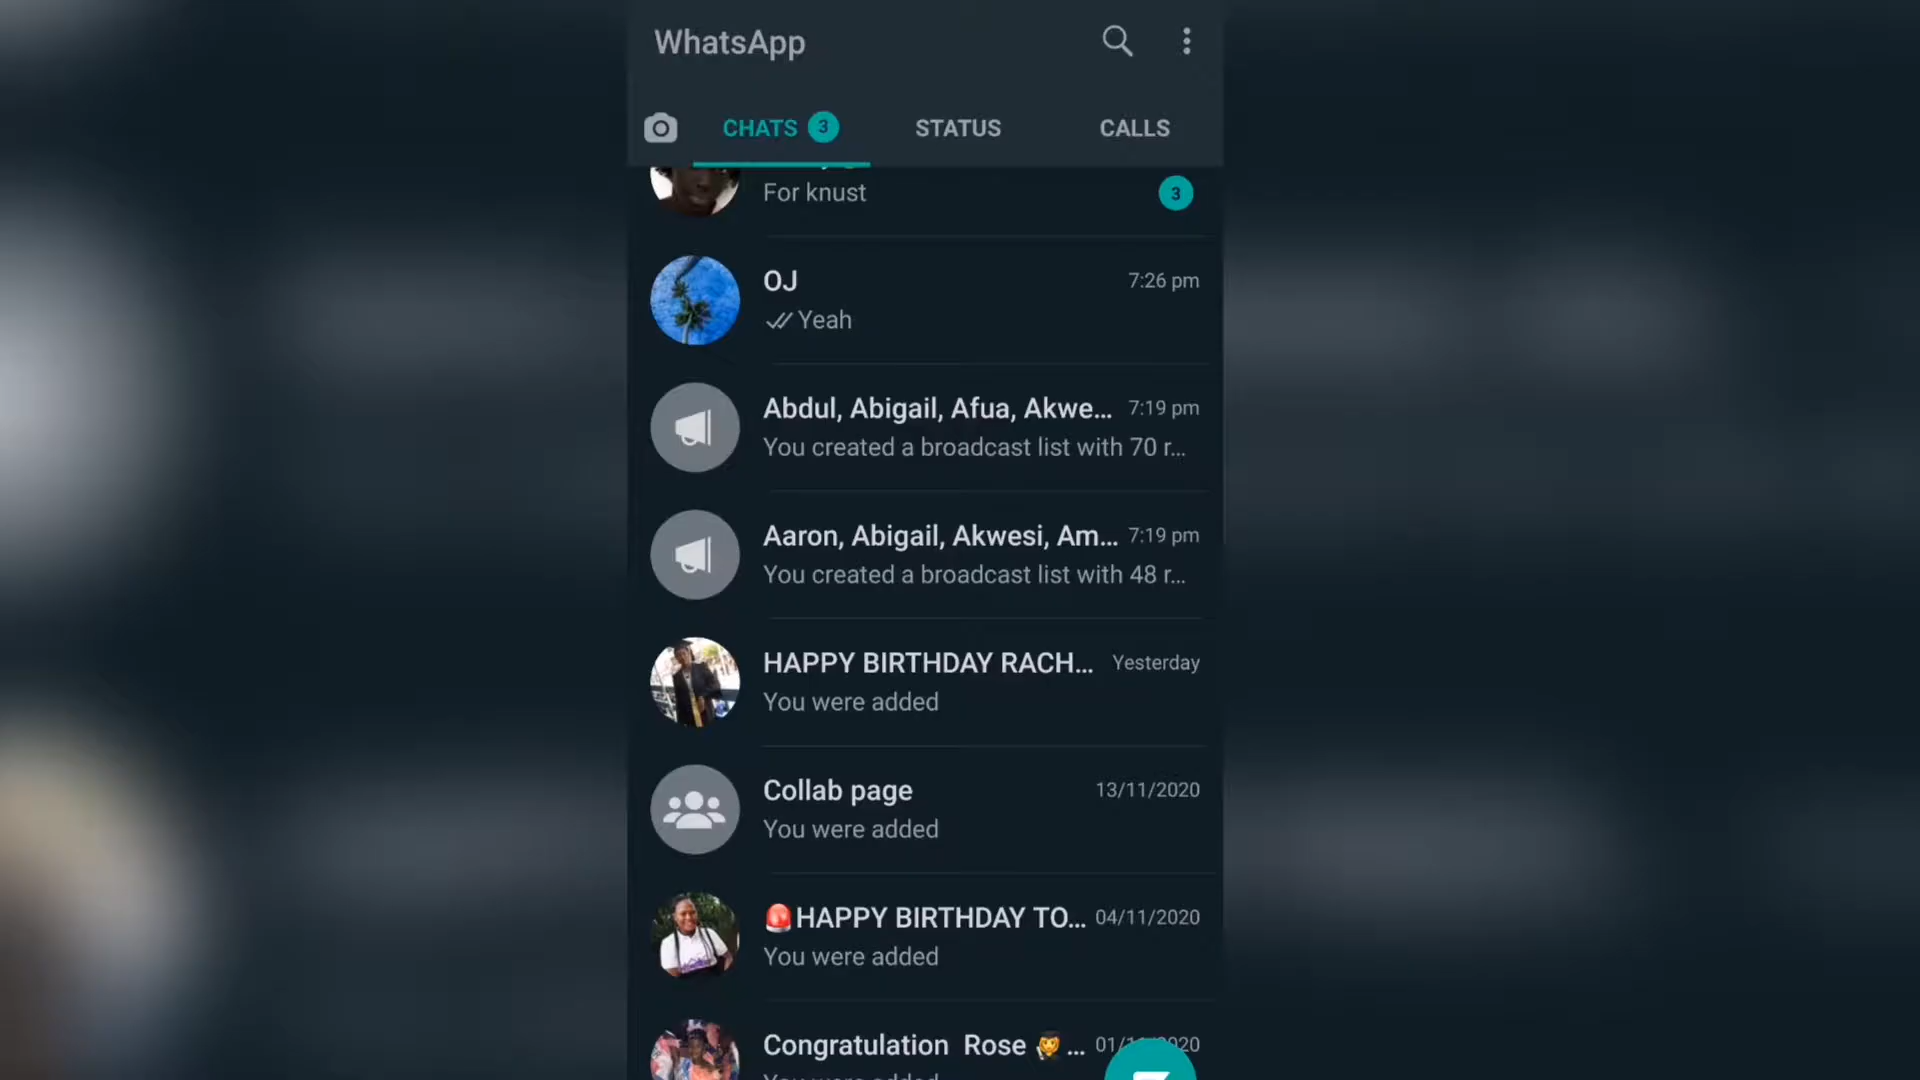 WhatsApp
CHATS 3
STATUS
CALLS
For knust
3
OJ
7:26 pm
Yeah
Abdul, Abigail, Afua, Akwe...
7:19 pm
You created a broadcast list with 70 r...
Aaron, Abigail, Akwesi, Am...
7:19 pm
You created a broadcast list with 48 r...
HAPPY BIRTHDAY RACH...
Yesterday
You were added
Collab page
13/11/2020
You were added
🚨HAPPY BIRTHDAY TO...
04/11/2020
You were added
Congratulation Rose 👩‍🎓...